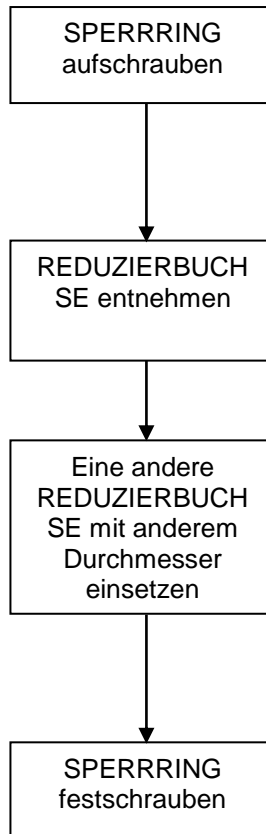 SPERRRING
aufschrauben
REDUZIERBUCH
SE entnehmen
Eine andere
REDUZIERBUCH
SE mit anderem
Durchmesser
einsetzen
SPERRRING
festschrauben